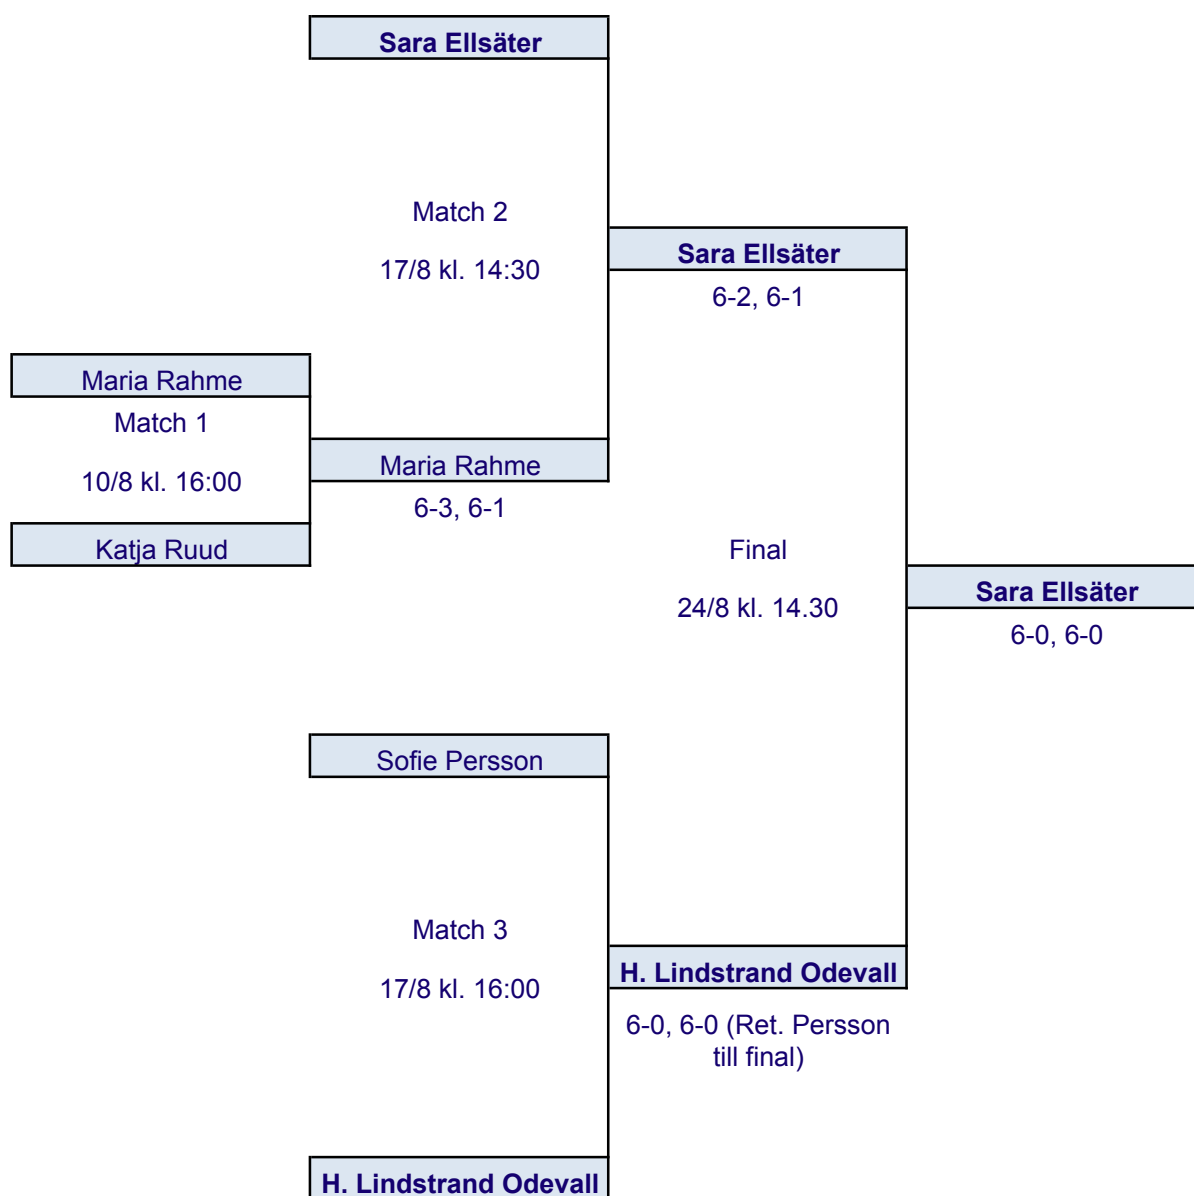 Sara Ellsäter
Match 2
17/8 kl. 14:30
Sara Ellsäter
6-2, 6-1
Maria Rahme
Match 1
10/8 kl. 16:00
Katja Ruud
Maria Rahme
6-3, 6-1
Final
24/8 kl. 14.30
Sara Ellsäter
6-0, 6-0
Sofie Persson
Match 3
17/8 kl. 16:00
H. Lindstrand Odevall
6-0, 6-0 (Ret. Persson
till final)
H. Lindstrand Odevall